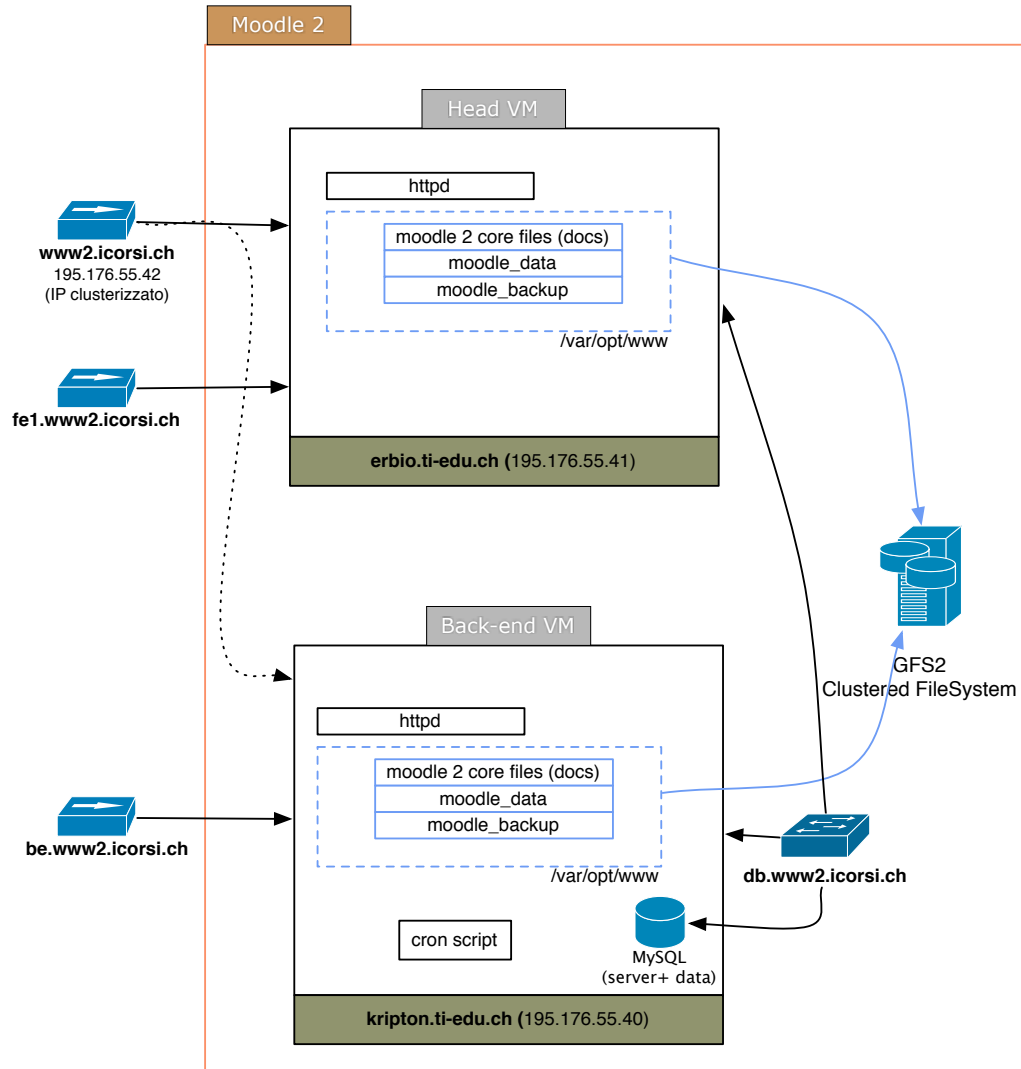 Moodle 2
Head VM
httpd
moodle 2 core files (docs)
moodle_data
moodle_backup
/var/opt/www
www2.icorsi.ch
195.176.55.42
(IP clusterizzato)
fe1.www2.icorsi.ch
erbio.ti-edu.ch (195.176.55.41)
GFS2
Clustered FileSystem
Back-end VM
httpd
moodle 2 core files (docs)
moodle_data
moodle_backup
/var/opt/www
be.www2.icorsi.ch
db.www2.icorsi.ch
cron script
MySQL
(server+ data)
kripton.ti-edu.ch (195.176.55.40)